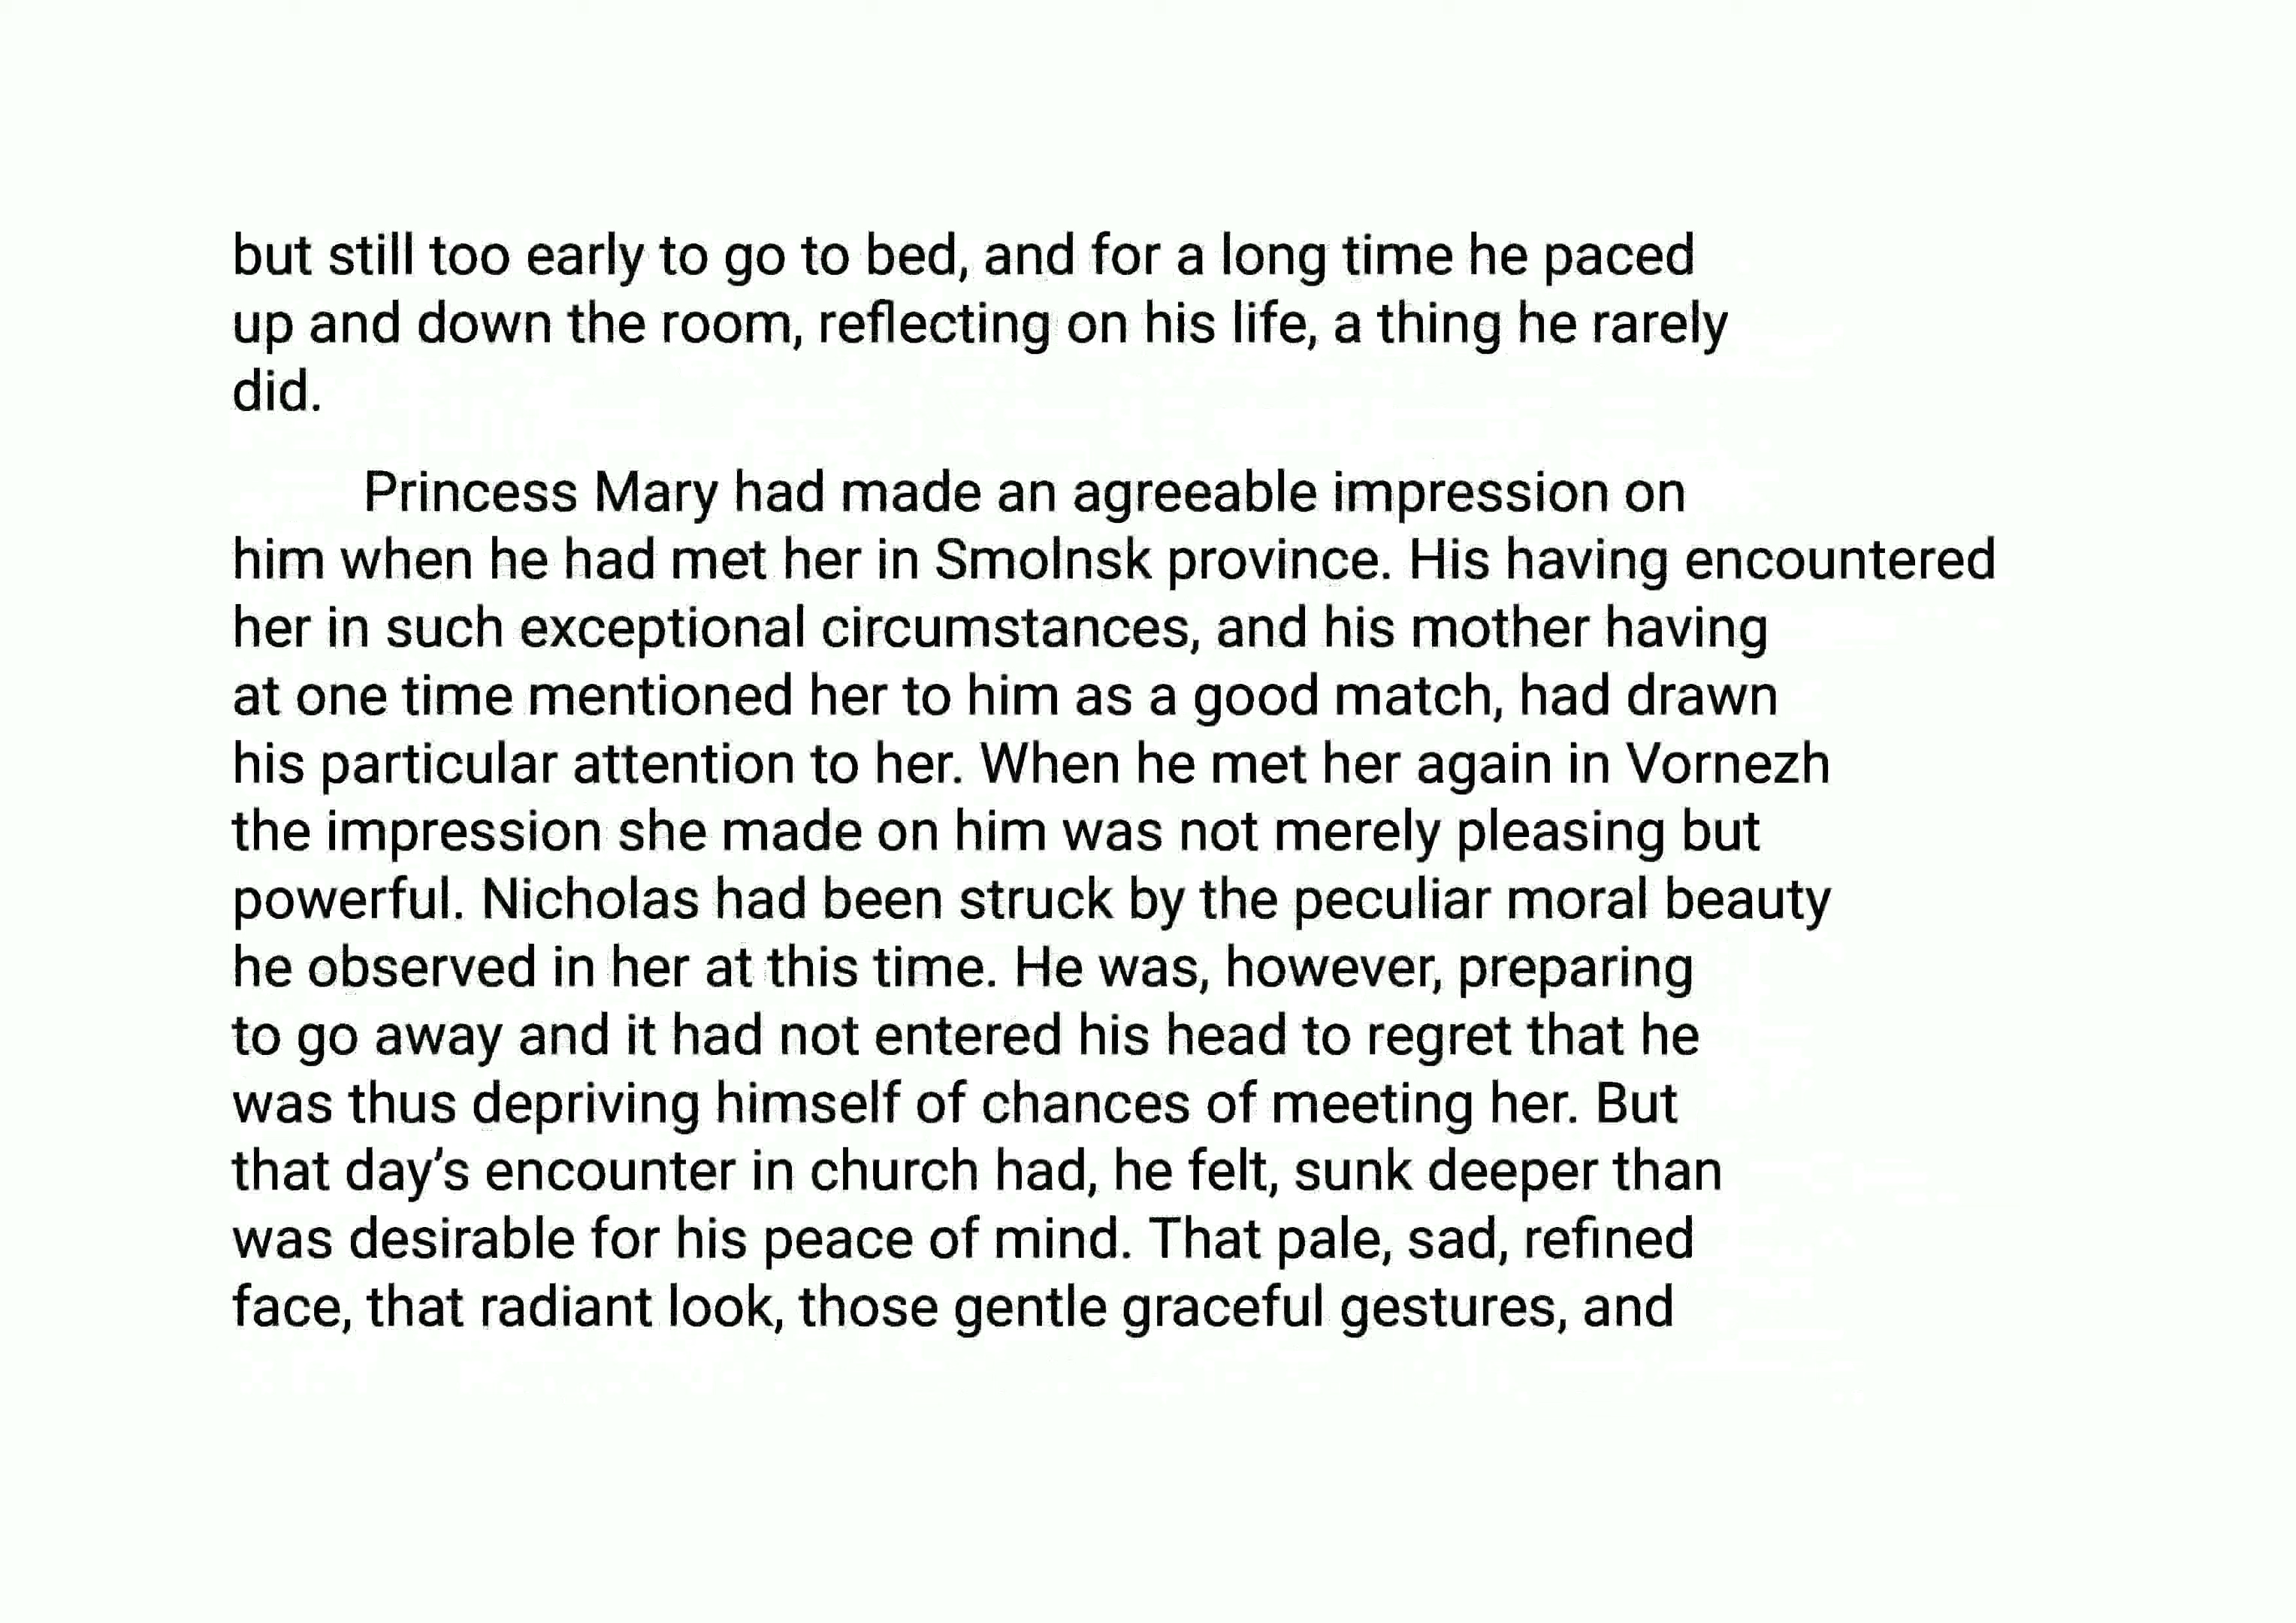 but still too early to go to bed, and for a long time he paced
up and down the room, reflecting on his life, a thing he rarely
did.
Princess Mary had made an agreeable impression on
him when he had met her in Smolnsk province. His having encountered
her in such exceptional circumstances, and his mother having
at one time mentioned her to him as a good match, had drawn
his particular attention to her. When he met her again in Vornezh
the impression she made on him was not merely pleasing but
powerful. Nicholas had been struck by the peculiar moral beauty
he observed in her at this time. He was, however, preparing
to go away and it had not entered his head to regret that he
was thus depriving himself of chances of meeting her. But
that day’s encounter in church had, he felt, sunk deeper than
was desirable for his peace of mind. That pale, sad, refined
face, that radiant look, those gentle graceful gestures, and